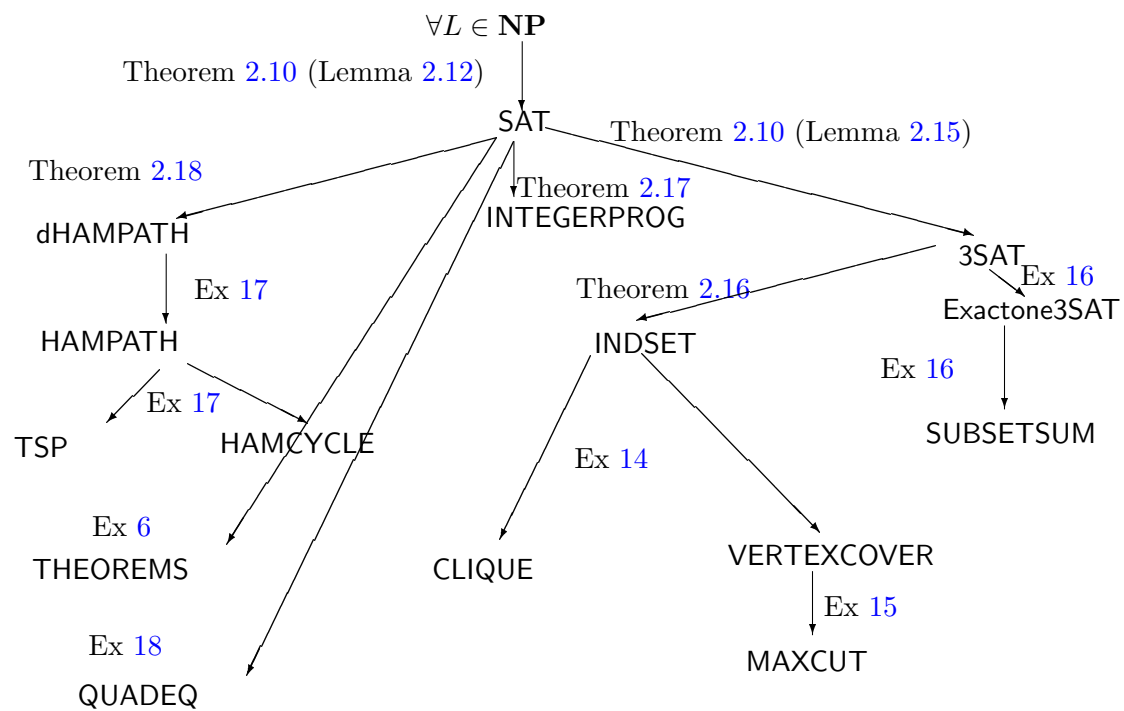 ∀L ∈ NP
Theorem 2.10 (Lemma 2.12)
SAT
Theorem 2.10 (Lemma 2.15)
Theorem 2.18
Theorem 2.17
INTEGERPROG
dHAMPATH
3SAT
Ex 16
Ex 17
Theorem 2.16
Exactone3SAT
HAMPATH
INDSET
Ex 16
Ex 17
TSP
HAMCYCLE
SUBSETSUM
Ex 14
Ex 6
THEOREMS
CLIQUE
VERTEXCOVER
Ex 15
Ex 18
MAXCUT
QUADEQ